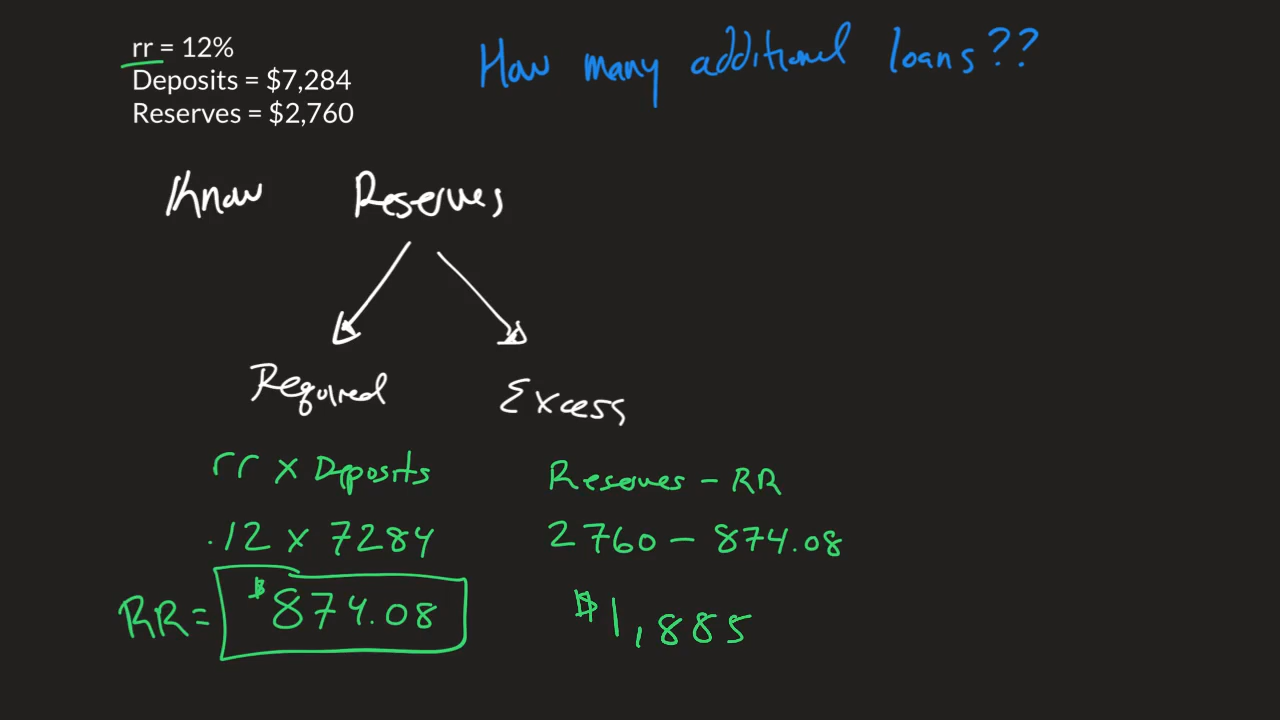 rr = 12%
Deposits = $7,284
Reserves = $2,760
How many additional loans??
Know Reserves
Required
Excess
rr x Deposits
Reserves - RR
.12 x 7284
2760 - 874.08
RR = $874.08
$1,885